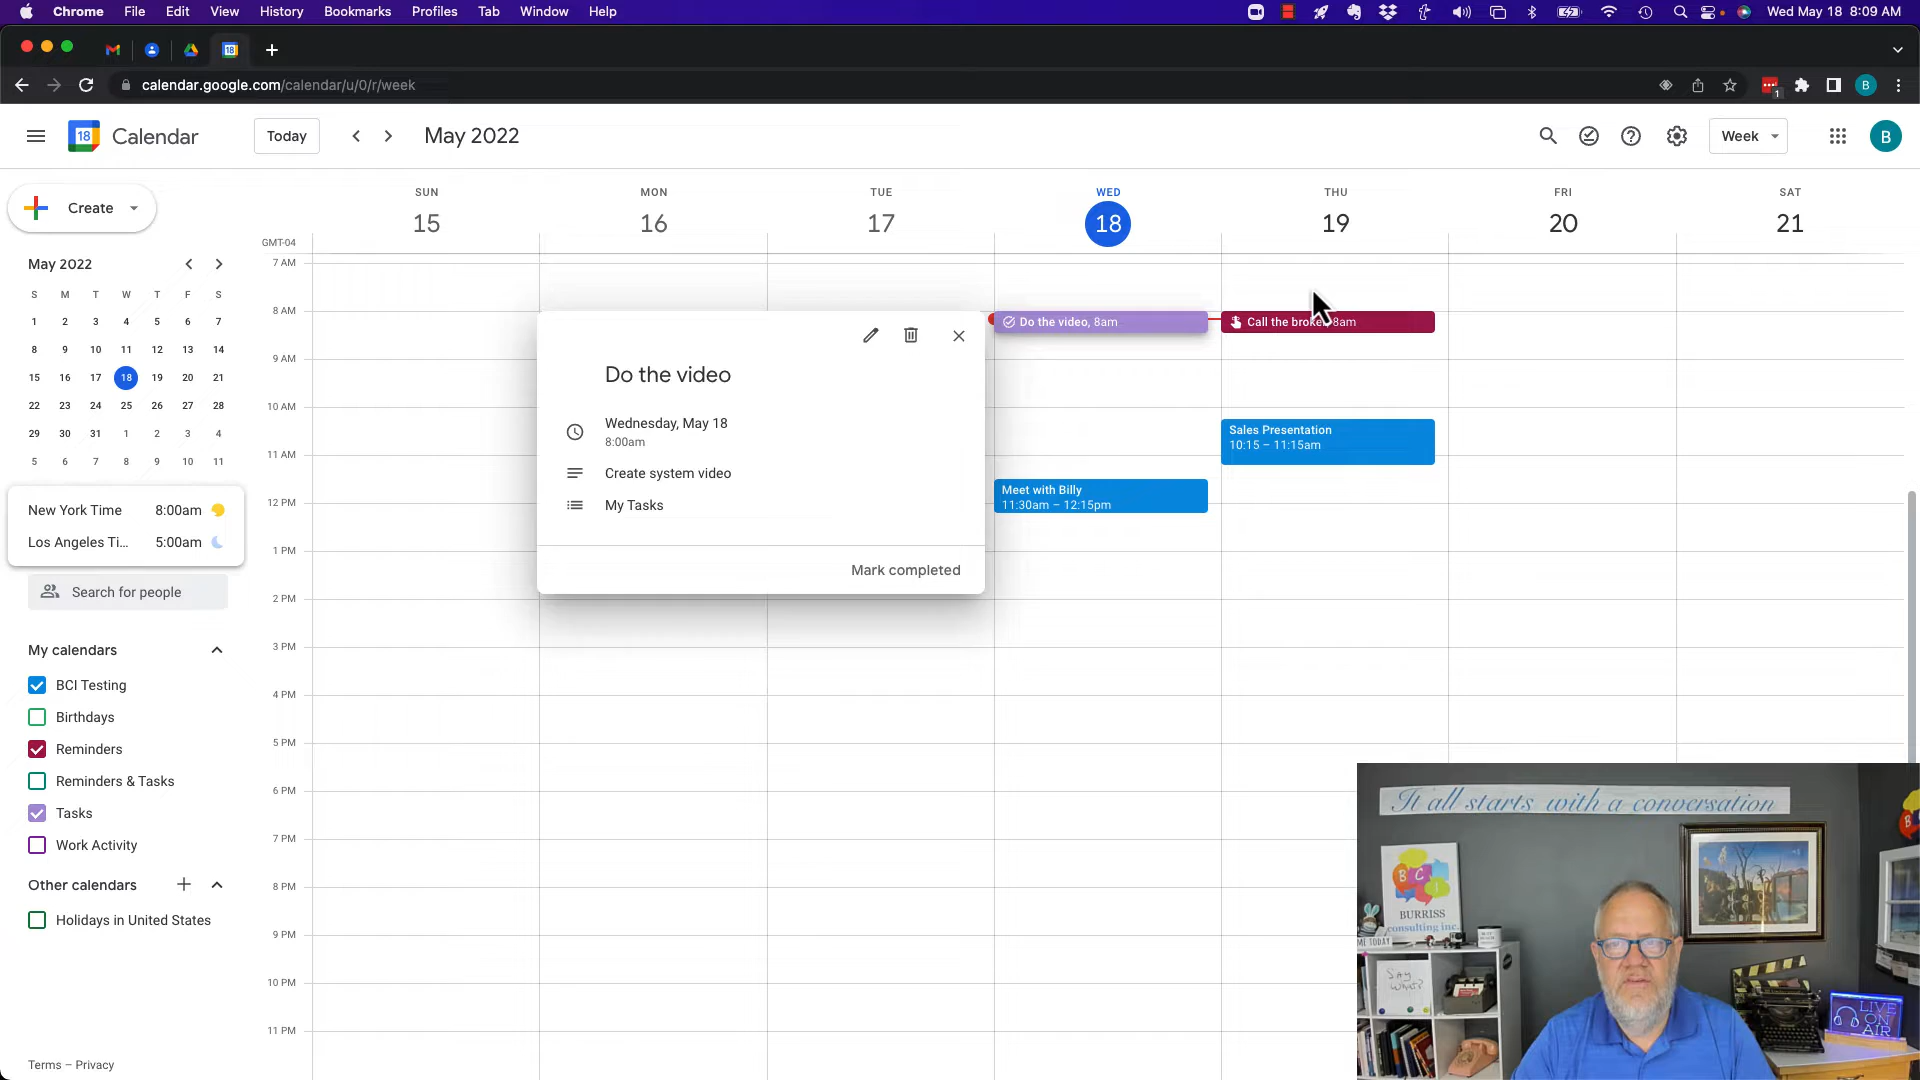 Chrome File Edit View History Bookmarks Profiles Tab Window Help Wed May 18 8:09 AM
18
calendar.google.com/calendar/u/0/r/week 1 B
18 Calendar Today May 2022 Week B
Create
SUN MON TUE WED THU FRI SAT
15 16 17 18 19 20 21
GMT-04
May 2022
S M T W T F S
1 2 3 4 5 6 7
8 9 10 11 12 13 14
15 16 17 18 19 20 21
22 23 24 25 26 27 28
29 30 31 1 2 3 4
5 6 7 8 9 10 11
New York Time 8:00am
Los Angeles Ti... 5:00am
Search for people
My calendars
BCI Testing
Birthdays
Reminders
Reminders & Tasks
Tasks
Work Activity
Other calendars
Holidays in United States
Terms – Privacy
7 AM
8 AM
9 AM
10 AM
11 AM
12 PM
1 PM
2 PM
3 PM
4 PM
5 PM
6 PM
7 PM
8 PM
9 PM
10 PM
11 PM
Do the video
Wednesday, May 18
8:00am
Create system video
My Tasks
Mark completed
Do the video, 8am
Meet with Billy
11:30am – 12:15pm
Call the broke 8am
Sales Presentation
10:15 – 11:15am
It all starts with a conversation
BCI
BURRISS
consulting inc.
ME TODAY
SAY
WHAT?
LIVE
ON AIR